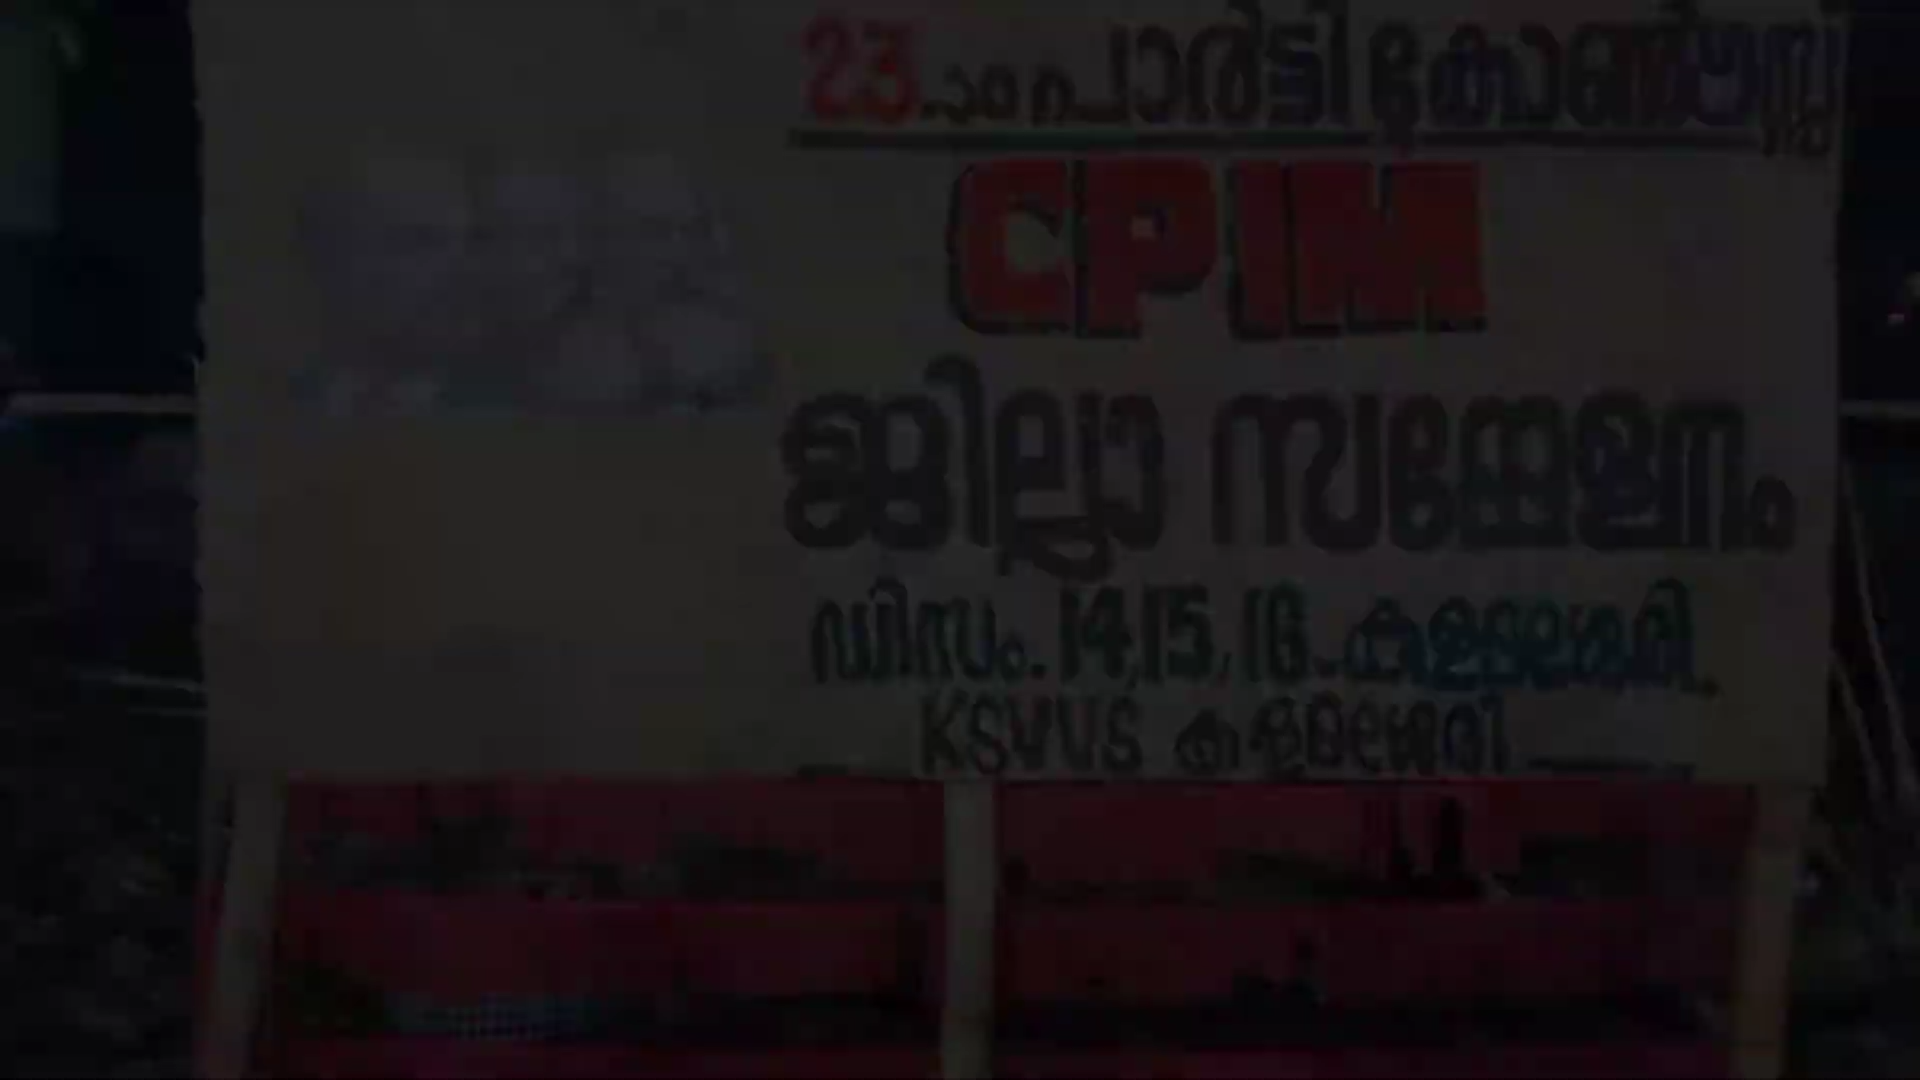 23-ാം പാർട്ടി കോൺഗ്രസ്സ്
CPIM
ജില്ലാ സമ്മേളനം
ഡിസം. 14,15,16-കളമശ്ശേരി.
KSVVS കളമശ്ശേരി